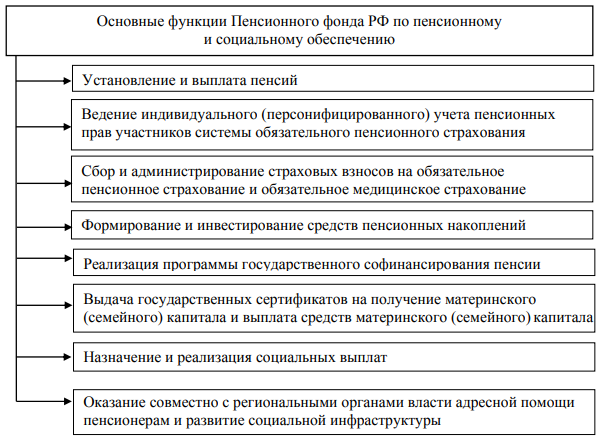 Основные функции Пенсионного фонда РФ по пенсионному
и социальному обеспечению
Установление и выплата пенсий
Ведение индивидуального (персонифицированного) учета пенсионных
прав участников системы обязательного пенсионного страхования
Сбор и администрирование страховых взносов на обязательное
пенсионное страхование и обязательное медицинское страхование
Формирование и инвестирование средств пенсионных накоплений
Реализация программы государственного софинансирования пенсии
Выдача государственных сертификатов на получение материнского
(семейного) капитала и выплата средств материнского (семейного) капитала
Назначение и реализация социальных выплат
Оказание совместно с региональными органами власти адресной помощи
пенсионерам и развитие социальной инфраструктуры